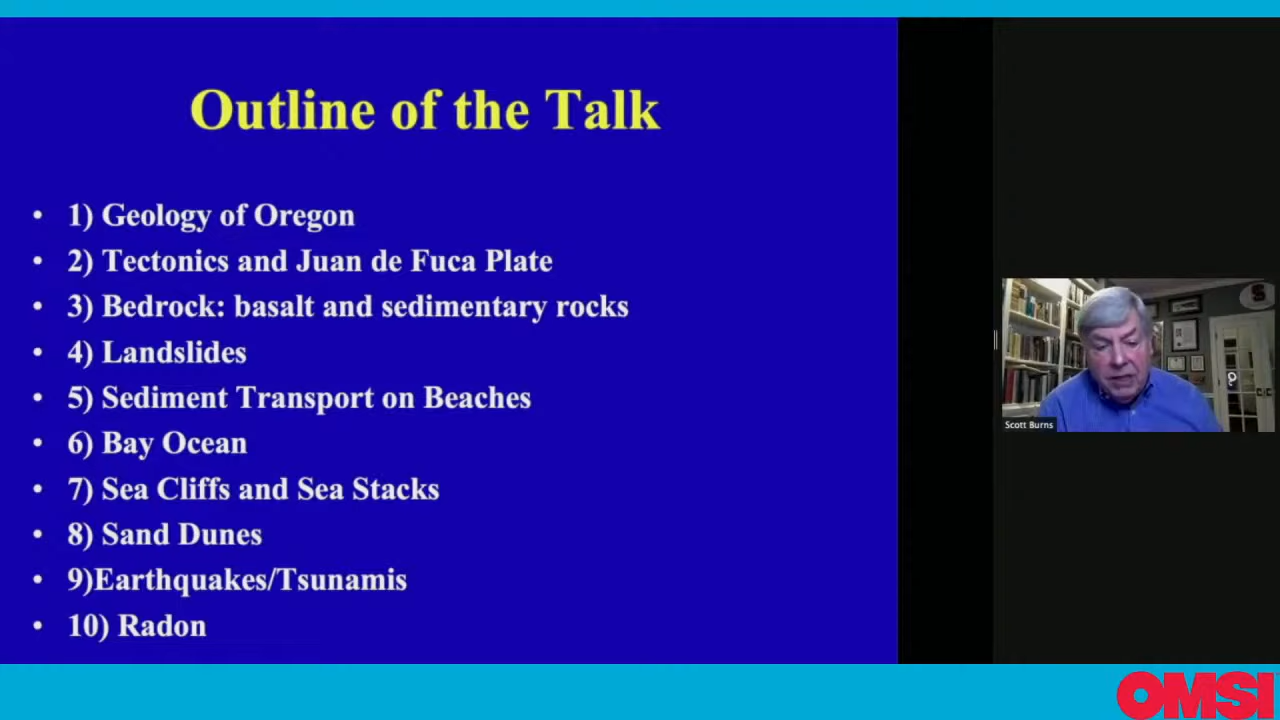 Outline of the Talk
• 1) Geology of Oregon
• 2) Tectonics and Juan de Fuca Plate
• 3) Bedrock: basalt and sedimentary rocks
• 4) Landslides
• 5) Sediment Transport on Beaches
• 6) Bay Ocean
• 7) Sea Cliffs and Sea Stacks
• 8) Sand Dunes
• 9)Earthquakes/Tsunamis
• 10) Radon
Scott Burns
OMSI